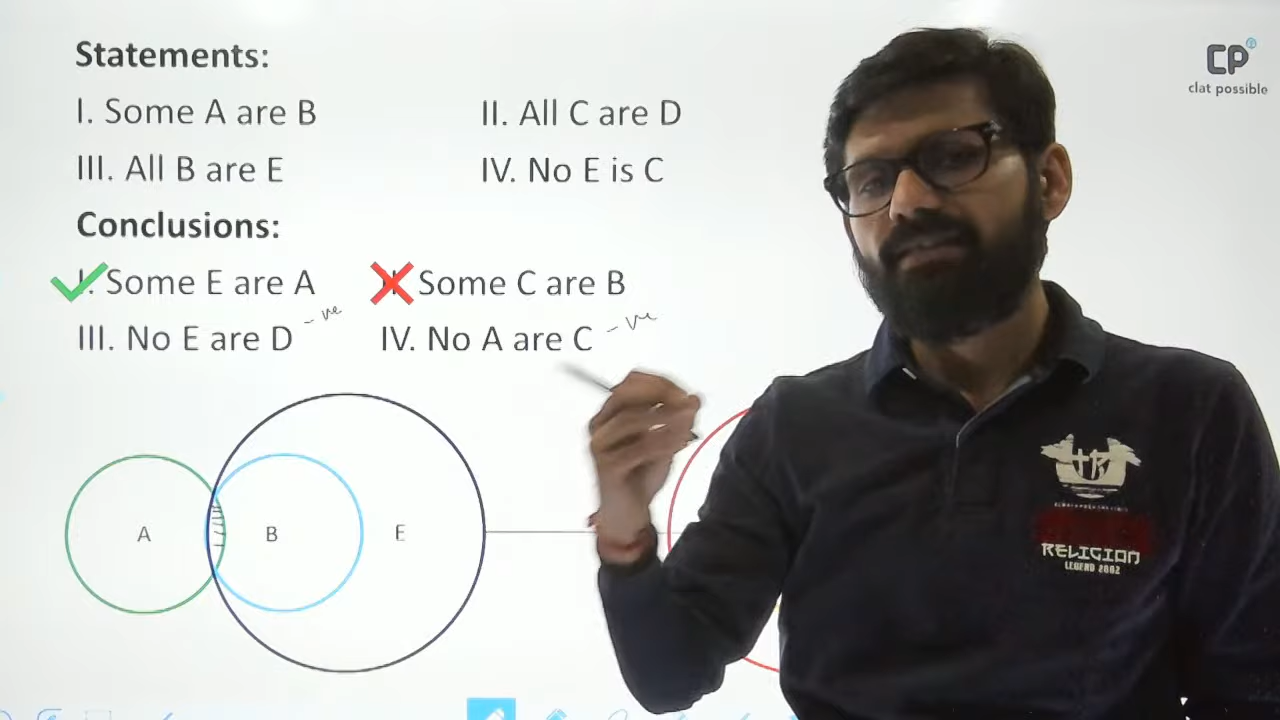 Statements:
I. Some A are B
II. All C are D
III. All B are E
IV. No E is C
Conclusions:
I. Some E are A
II. Some C are B
III. No E are D -ve
IV. No A are C -ve
A
B
E
CP
clat possible
RELIGION
LEGEND 2002